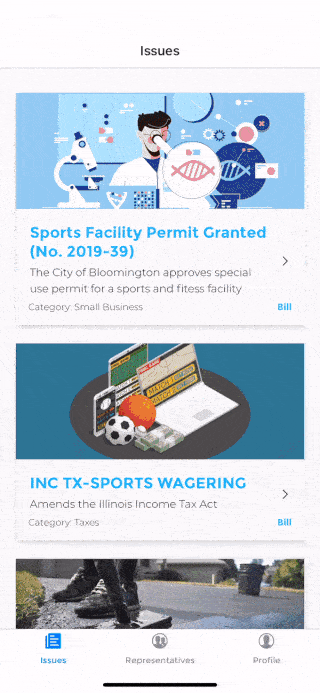 Issues
Sports Facility Permit Granted
(No. 2019-39)
The City of Bloomington approves special
use permit for a sports and fitess facility
Category: Small Business
Bill
INC TX-SPORTS WAGERING
Amends the Illinois Income Tax Act
Category: Taxes
Bill
Issues
Representatives
Profile